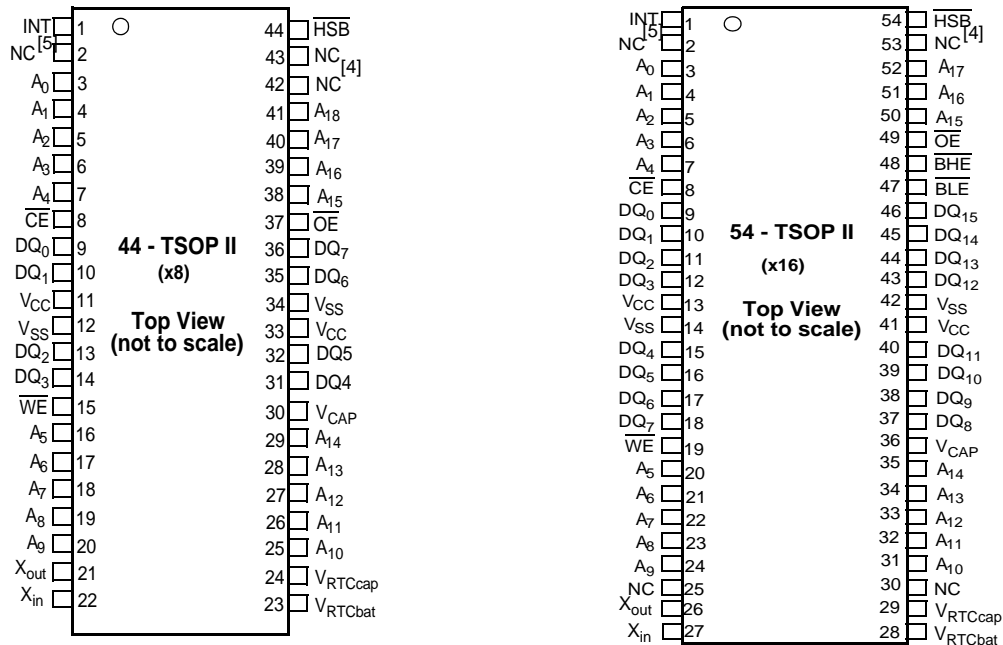 INT 1 44 HSB
NC [5] 2 43 NC [4]
A0 3 42 NC
A1 4 41 A18
A2 5 40 A17
A3 6 39 A16
A4 7 38 A15
CE 8 37 OE
DQ0 9 36 DQ7
DQ1 10 35 DQ6
VCC 11 34 VSS
VSS 12 33 VCC
DQ2 13 32 DQ5
DQ3 14 31 DQ4
WE 15 30 VCAP
A5 16 29 A14
A6 17 28 A13
A7 18 27 A12
A8 19 26 A11
A9 20 25 A10
Xout 21 24 VRTCcap
Xin 22 23 VRTCbat
44 - TSOP II
(x8)
Top View
(not to scale)
INT 1 54 HSB
[5] NC 2 53 NC [4]
A0 3 52 A17
A1 4 51 A16
A2 5 50 A15
A3 6 49 OE
A4 7 48 BHE
CE 8 47 BLE
DQ0 9 46 DQ15
DQ1 10 45 DQ14
DQ2 11 44 DQ13
DQ3 12 43 DQ12
VCC 13 42 VSS
VSS 14 41 VCC
DQ4 15 40 DQ11
DQ5 16 39 DQ10
DQ6 17 38 DQ9
DQ7 18 37 DQ8
WE 19 36 VCAP
A5 20 35 A14
A6 21 34 A13
A7 22 33 A12
A8 23 32 A11
A9 24 31 A10
NC 25 30 NC
Xout 26 29 VRTCcap
Xin 27 28 VRTCbat
54 - TSOP II
(x16)
Top View
(not to scale)